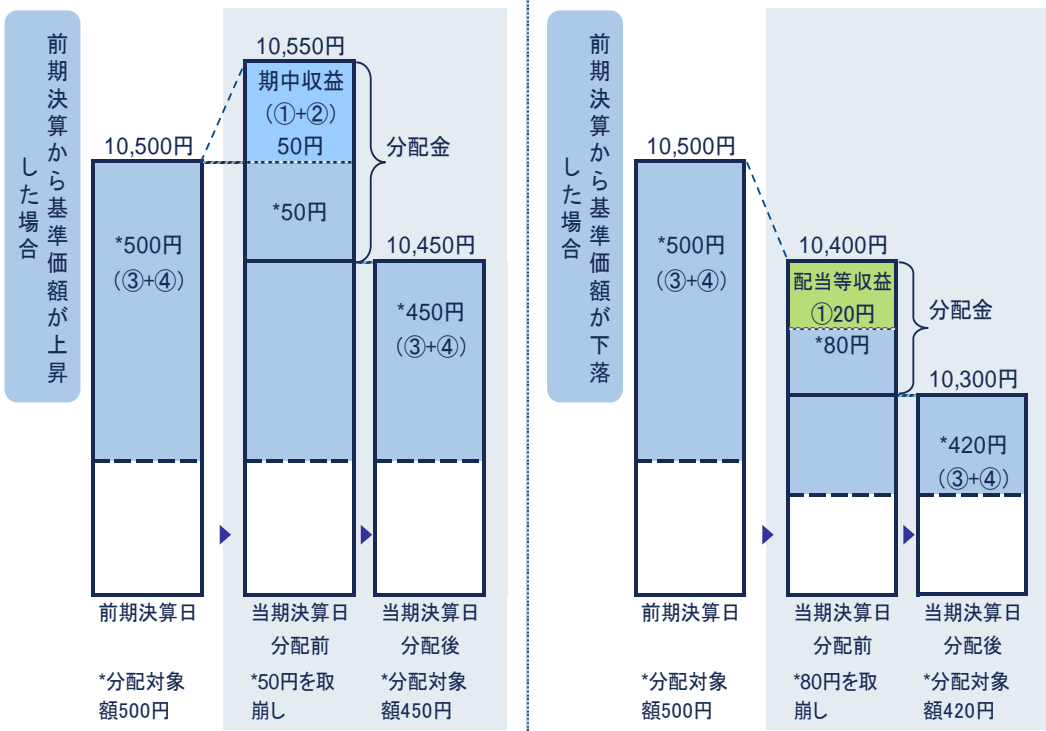 前期決算から基準価額が上昇
した場合
10,500円
*500円
(③+④)
前期決算日
*分配対象
額500円
10,550円
期中収益
(①+②)
50円
*50円
分配金
当期決算日
分配前
*50円を取
崩し
10,450円
*450円
(③+④)
当期決算日
分配後
*分配対象
額450円
前期決算から基準価額が下落
した場合
10,500円
*500円
(③+④)
前期決算日
*分配対象
額500円
10,400円
配当等収益
①20円
*80円
分配金
当期決算日
分配前
*80円を取
崩し
10,300円
*420円
(③+④)
当期決算日
分配後
*分配対象
額420円